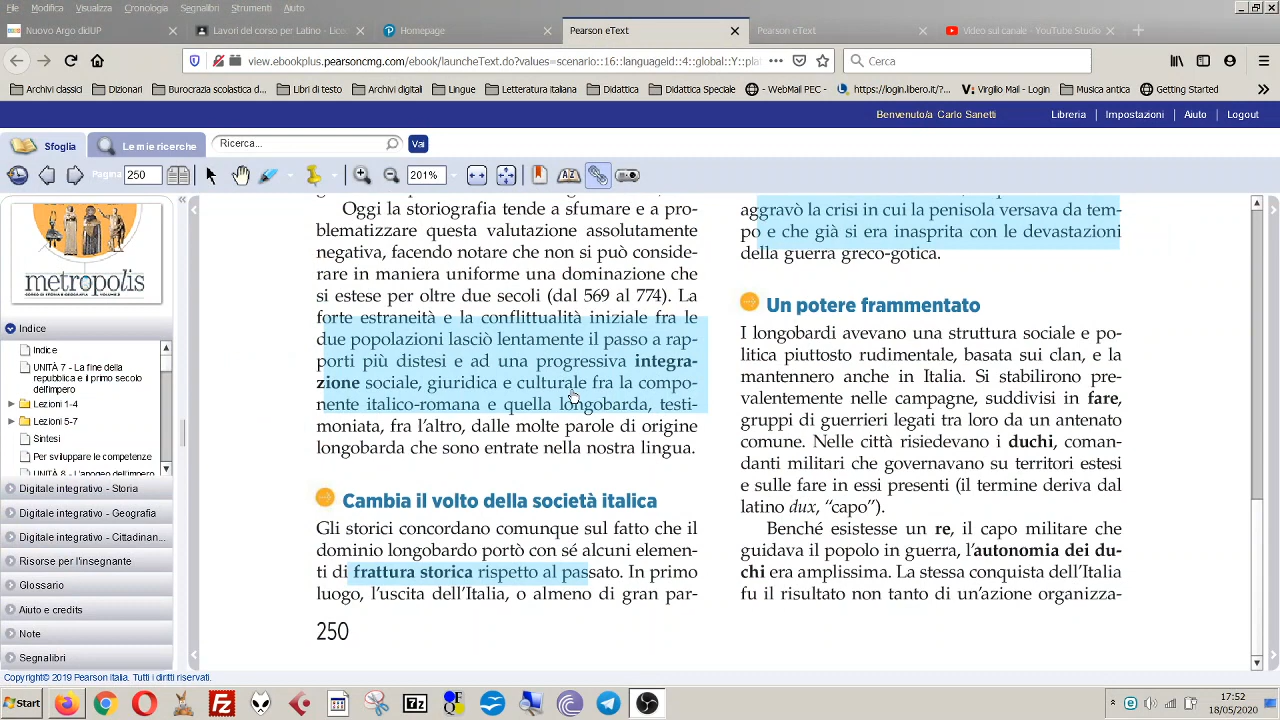 File Modifica Visualizza Cronologia Segnalibri Strumenti Aiuto
Nuovo Argo didUP
Lavori del corso per Latino - Licei
Homepage
Pearson eText
Pearson eText
Video sul canale - YouTube Studio
view.ebookplus.pearsoncmg.com/ebook/launcheText.do?values=scenario::16::languageid::4::global::Y::pla
Cerca
Archivi classici Dizionari Burocrazia scolastica d... Libri di testo Archivi digitali Lingue Letteratura Italiana Didattica Didattica Speciale - WebMail PEC - https://login.libero.it/?... Virgilio Mail - Login Musica antica Getting Started
Benvenuto/a Carlo Sanetti Libreria Impostazioni Aiuto Logout
Sfoglia Le mie ricerche Ricerca... Vai
Pagina 250 201%
metropolis
Indice
Indice
UNITÀ 7 - La fine della
repubblica e il primo secolo
dell'impero
Lezioni 1-4
Lezioni 5-7
Sintesi
Per sviluppare le competenze
UNITÀ 8 - L'apogeo dell'impero
Digitale integrativo - Storia
Digitale integrativo - Geografia
Digitale integrativo - Cittadinan...
Risorse per l'insegnante
Glossario
Aiuto e crediti
Note
Segnalibri
Oggi la storiografia tende a sfumare e a pro-
blematizzare questa valutazione assolutamente
negativa, facendo notare che non si può conside-
rare in maniera uniforme una dominazione che
si estese per oltre due secoli (dal 569 al 774). La
forte estraneità e la conflittualità iniziale fra le
due popolazioni lasciò lentamente il passo a rap-
porti più distesi e ad una progressiva integra-
zione sociale, giuridica e culturale fra la compo-
nente italico-romana e quella longobarda, testi-
moniata, fra l'altro, dalle molte parole di origine
longobarda che sono entrate nella nostra lingua.
Cambia il volto della società italica
Gli storici concordano comunque sul fatto che il
dominio longobardo portò con sé alcuni elemen-
ti di frattura storica rispetto al passato. In primo
luogo, l'uscita dell'Italia, o almeno di gran par-
250
aggravò la crisi in cui la penisola versava da tem-
po e che già si era inasprita con le devastazioni
della guerra greco-gotica.
Un potere frammentato
I longobardi avevano una struttura sociale e po-
litica piuttosto rudimentale, basata sui clan, e la
mantennero anche in Italia. Si stabilirono pre-
valentemente nelle campagne, suddivisi in fare,
gruppi di guerrieri legati tra loro da un antenato
comune. Nelle città risiedevano i duchi, coman-
danti militari che governavano su territori estesi
e sulle fare in essi presenti (il termine deriva dal
latino dux, "capo").
Benché esistesse un re, il capo militare che
guidava il popolo in guerra, l'autonomia dei du-
chi era amplissima. La stessa conquista dell'Italia
fu il risultato non tanto di un'azione organizza-
Copyright© 2019 Pearson Italia. Tutti i diritti riservati.
Start
17:52
18/05/2020